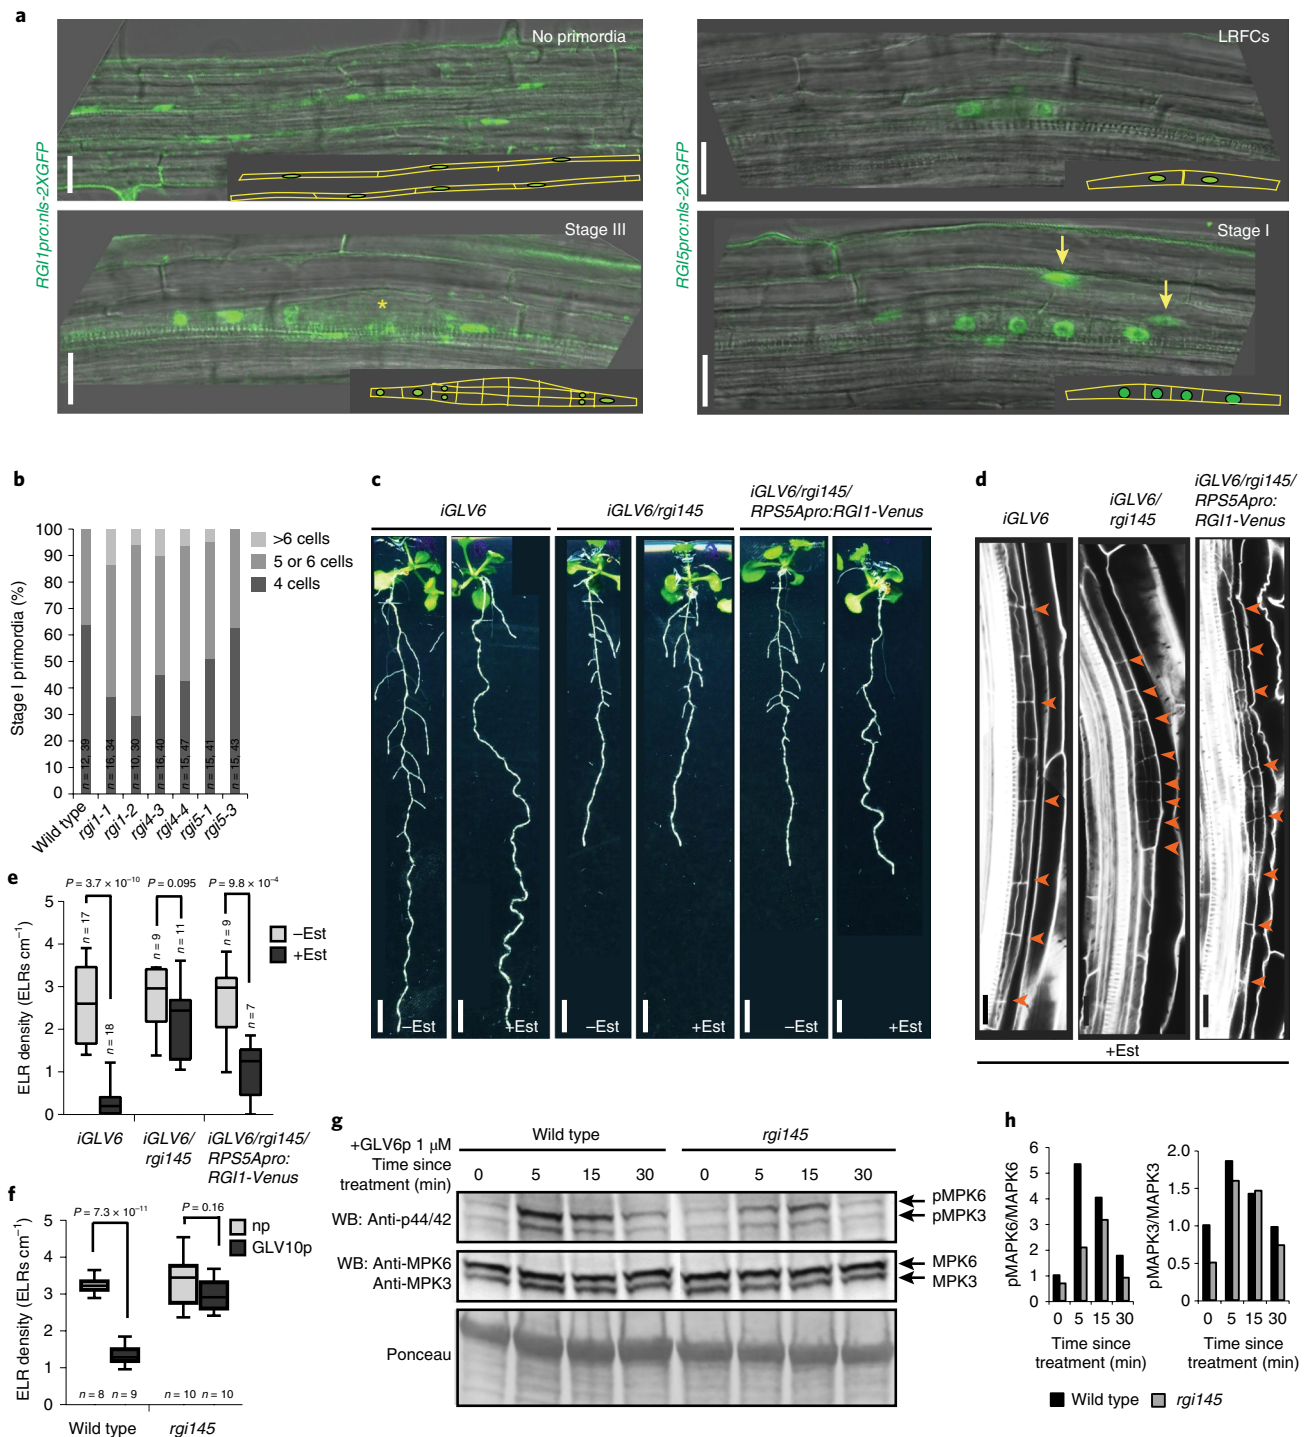 a
No primordia
RGI1pro:nls-2XGFP
Stage III
LRFCs
RGI5pro:nls-2XGFP
Stage I
*
b
Stage I primordia (%)
100
90
80
70
60
50
40
30
20
10
0
>6 cells
5 or 6 cells
4 cells
n = 12, 39
n = 16, 34
n = 10, 30
n = 16, 40
n = 15, 47
n = 15, 41
n = 15, 43
Wild type
rgi1-1
rgi1-2
rgi4-3
rgi4-4
rgi5-1
rgi5-3
c
iGLV6
iGLV6/rgi145
iGLV6/rgi145/
RPS5Apro:RGI1-Venus
–Est
+Est
–Est
+Est
–Est
+Est
d
iGLV6
iGLV6/
rgi145
iGLV6/rgi145/
RPS5Apro:
RGI1-Venus
+Est
e
P = 3.7 × 10–10
P = 0.095
P = 9.8 × 10–4
ELR density (ELRs cm–1)
5
4
3
2
1
0
n = 17
n = 18
n = 9
n = 11
n = 9
n = 7
–Est
+Est
iGLV6
iGLV6/
rgi145
iGLV6/rgi145/
RPS5Apro:
RGI1-Venus
f
P = 7.3 × 10–11
P = 0.16
ELR density (ELRs cm–1)
5
4
3
2
1
0
np
GLV10p
n = 8
n = 9
n = 10
n = 10
Wild type
rgi145
g
+GLV6p 1 μM
Time since
treatment (min)
Wild type
rgi145
0 5 15 30 0 5 15 30
WB: Anti-p44/42
pMPK6
pMPK3
WB: Anti-MPK6
Anti-MPK3
MPK6
MPK3
Ponceau
h
pMAPK6/MAPK6
6
5
4
3
2
1
0
0 5 15 30
Time since
treatment (min)
pMAPK3/MAPK3
2.0
1.5
1.0
0.5
0
0 5 15 30
Time since
treatment (min)
Wild type
rgi145